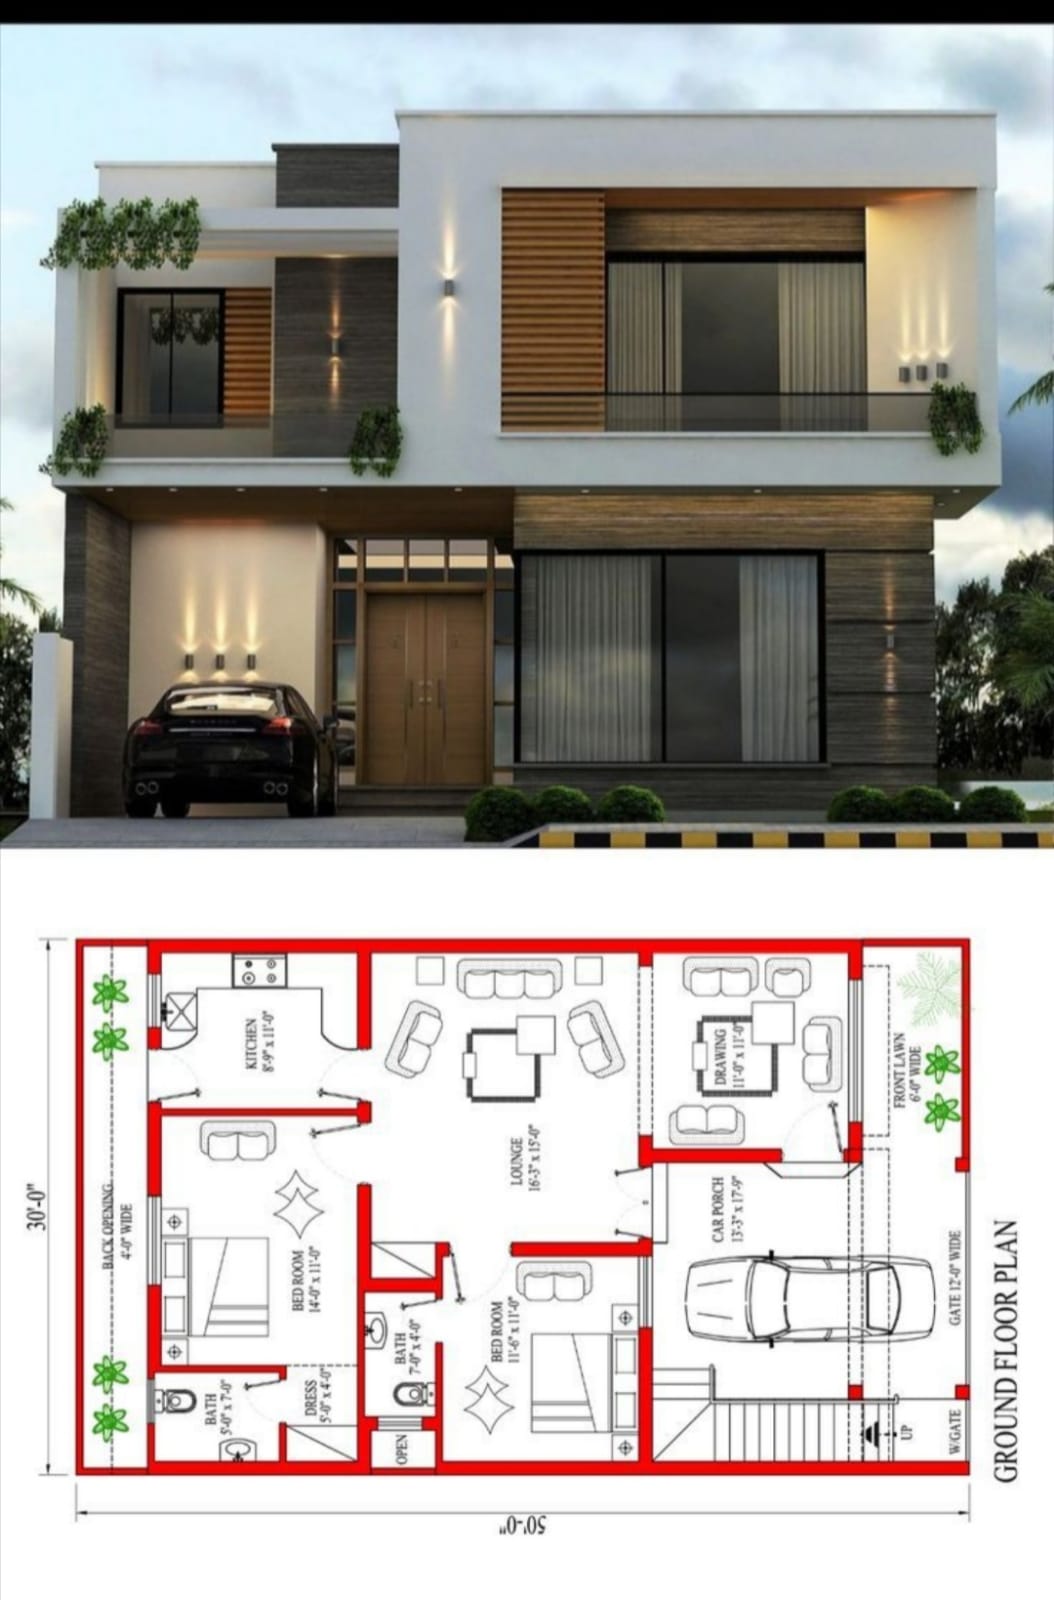 30'-0"
BACK OPENING
4'-0" WIDE
KITCHEN
8'-9" x 11'-0"
BED ROOM
14'-0" x 11'-0"
BATH
5'-0" x 7'-0"
DRESS
5'-0" x 4'-0"
LOUNGE
16'-3" x 15'-0"
BATH
7'-0" x 4'-0"
OPEN
BED ROOM
11'-6" x 11'-0"
DRAWING
11'-0" x 11'-0"
CAR PORCH
13'-3" x 17'-9"
FRONT LAWN
6'-0" WIDE
GATE 12'-0" WIDE
UP
W/GATE
GROUND FLOOR PLAN
50'-0"